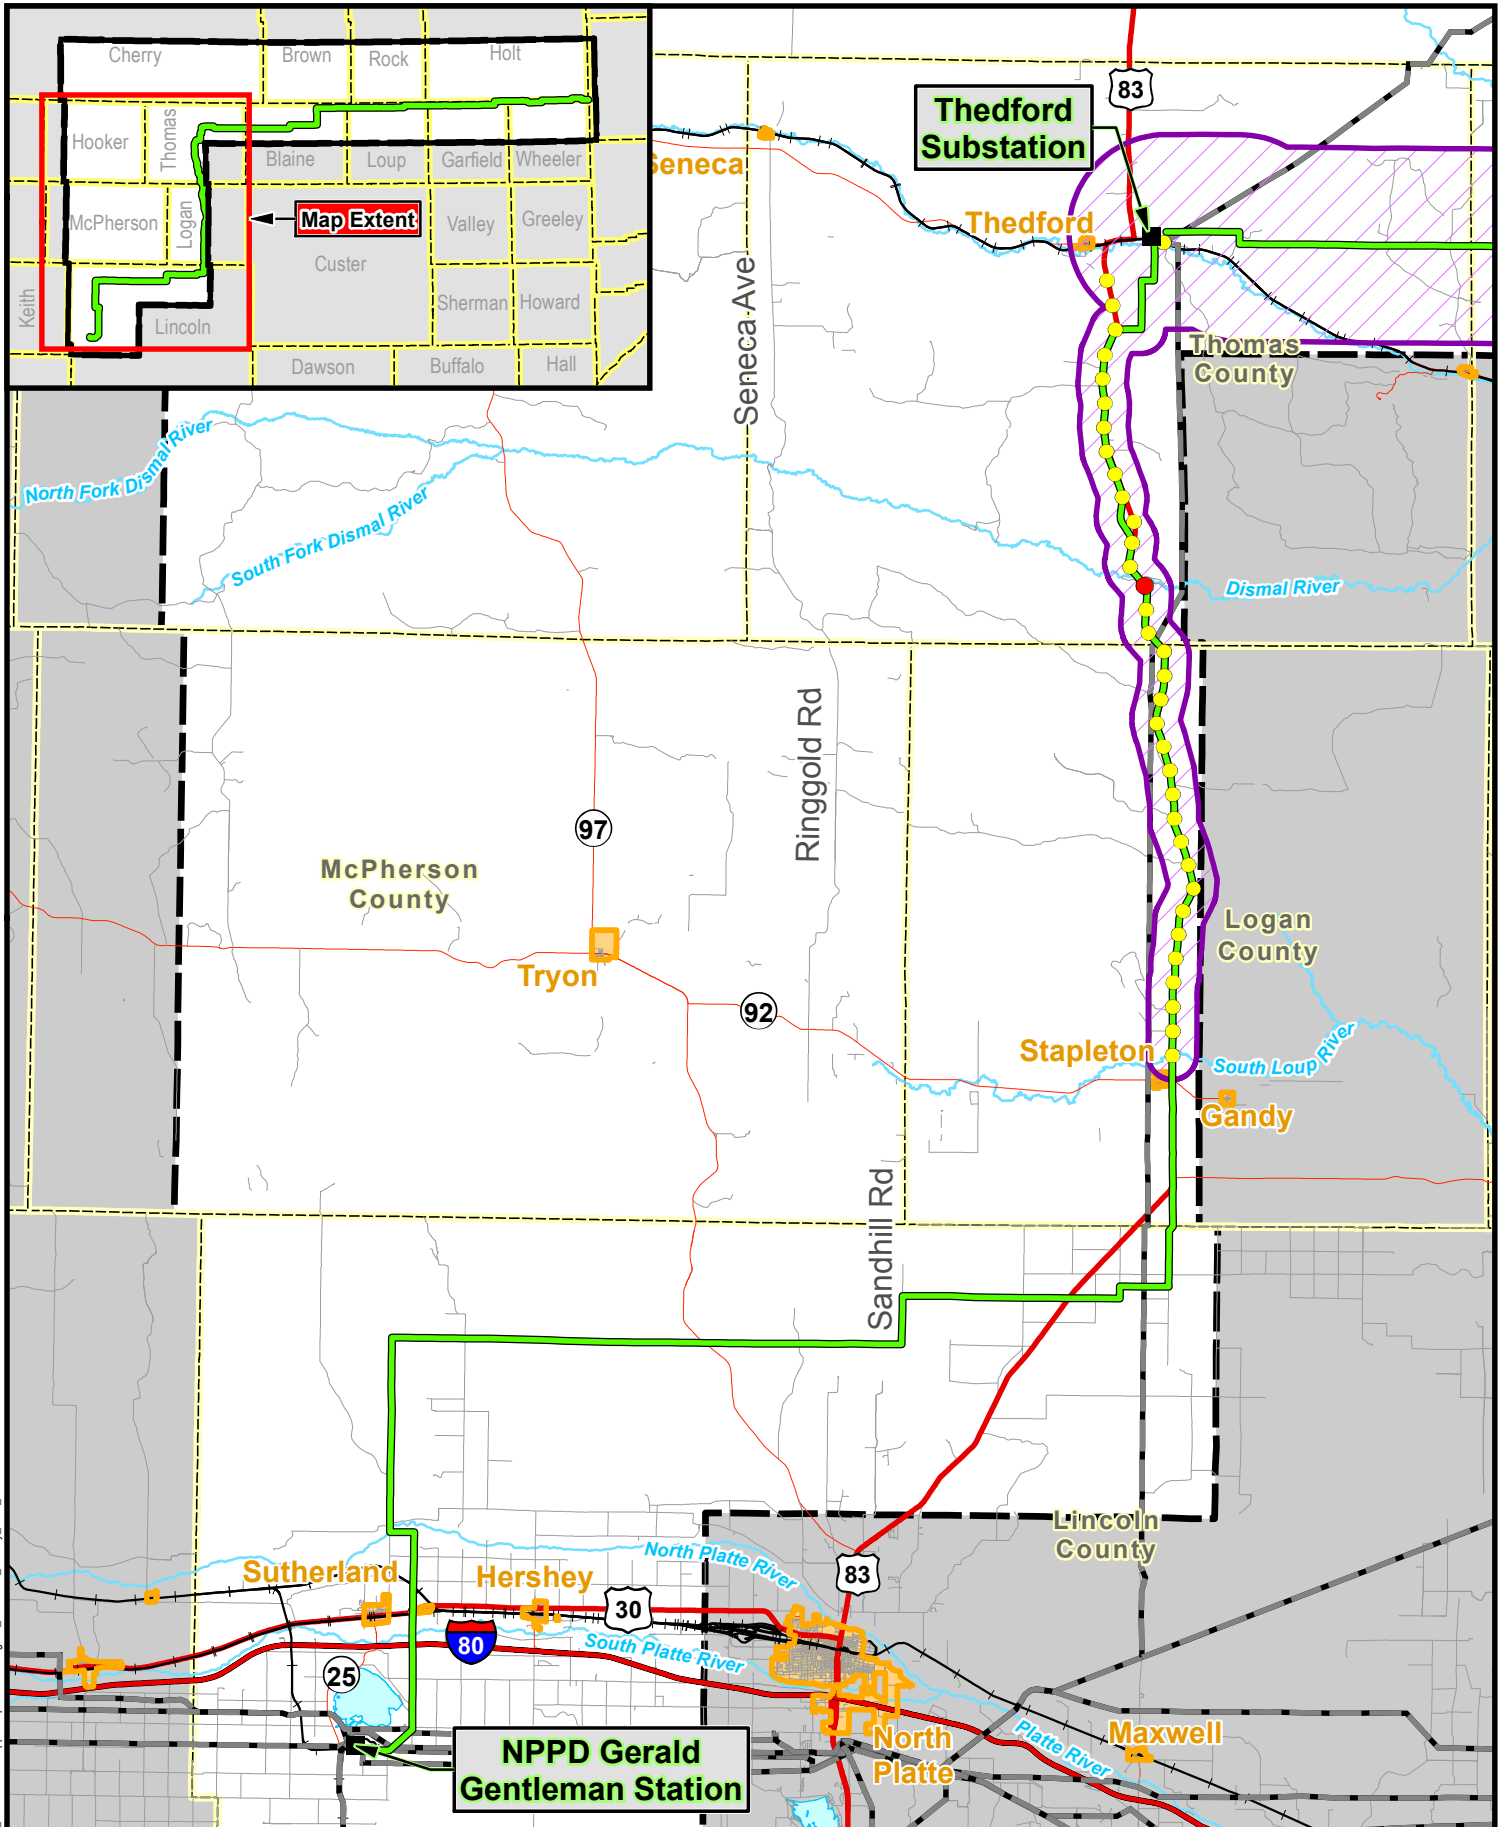 Cherry
Brown
Rock
Holt
Hooker
Thomas
Blaine
Loup
Garfield
Wheeler
McPherson
Logan
Map Extent
Valley
Greeley
Custer
Keith
Lincoln
Sherman
Howard
Dawson
Buffalo
Hall
83
Thedford
Substation
Seneca
Thedford
Seneca Ave
Thomas
County
North Fork Dismal River
South Fork Dismal River
Dismal River
Ringgold Rd
97
McPherson
County
Logan
County
Tryon
92
Stapleton
South Loup River
Gandy
Sandhill Rd
Lincoln
County
North Platte River
Sutherland
Hershey
83
30
80
South Platte River
25
North
Platte
Platte River
Maxwell
NPPD Gerald
Gentleman Station